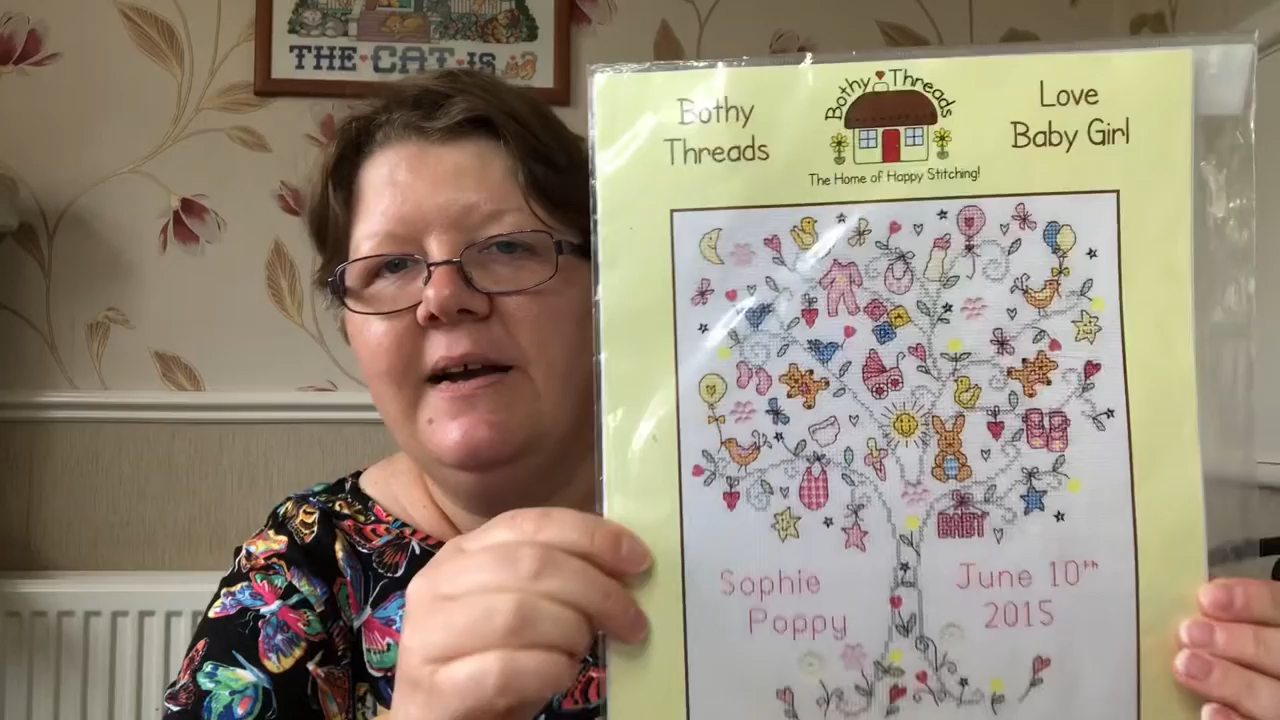 THE CAT IS
Bothy
Threads
Bothy Threads
The Home of Happy Stitching!
Love
Baby Girl
BABY
Sophie
Poppy
June 10th
2015